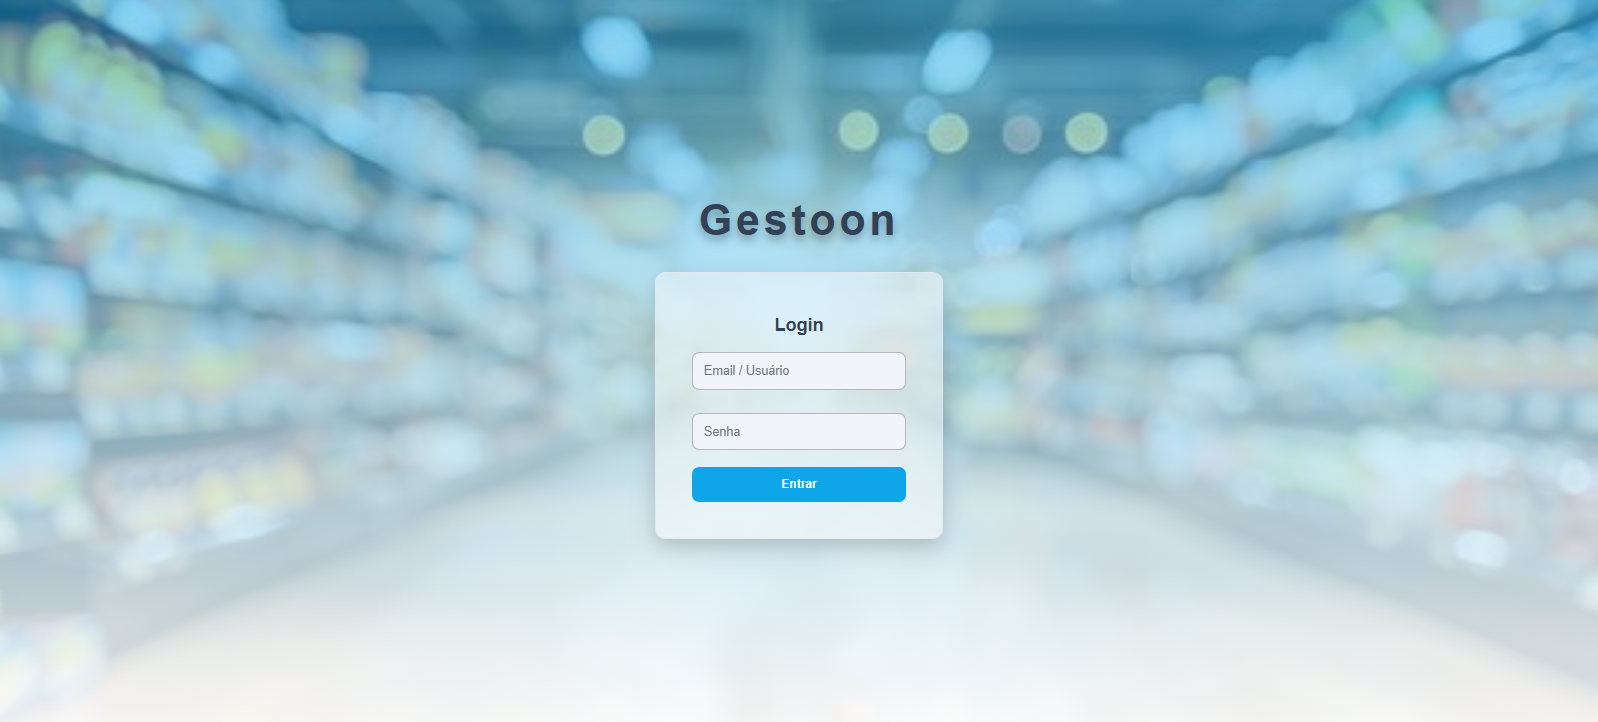 Gestoon
Login
Email / Usuário
Senha
Entrar